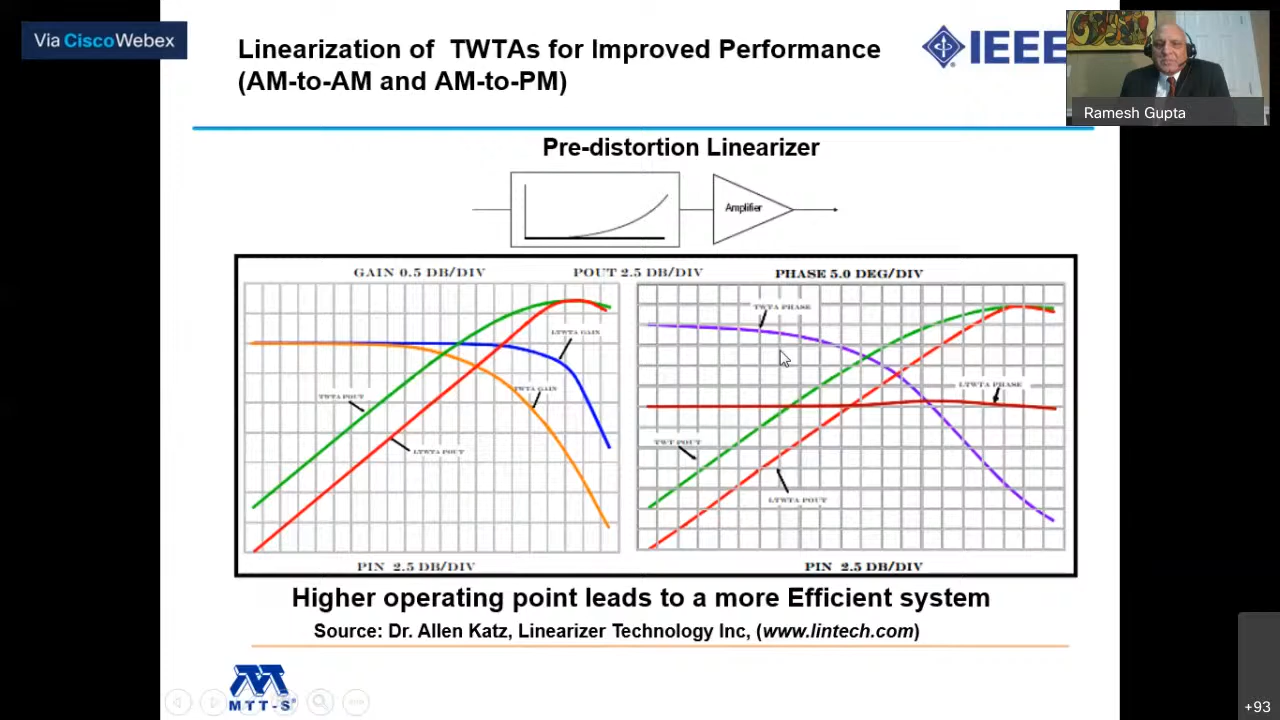 Via Cisco Webex
Linearization of TWTAs for Improved Performance
(AM-to-AM and AM-to-PM)
IEEE
Ramesh Gupta
Pre-distortion Linearizer
Amplifier
GAIN 0.5 DB/DIV
POUT 2.5 DB/DIV
PHASE 5.0 DEG/DIV
TWTA PHASE
LTWTA GAIN
TWTA GAIN
LTWTA PHASE
TWTA POUT
LTWTA POUT
TWT POUT
LTWTA POUT
PIN 2.5 DB/DIV
PIN 2.5 DB/DIV
Higher operating point leads to a more Efficient system
Source: Dr. Allen Katz, Linearizer Technology Inc, (www.lintech.com)
MTT-S®
+93